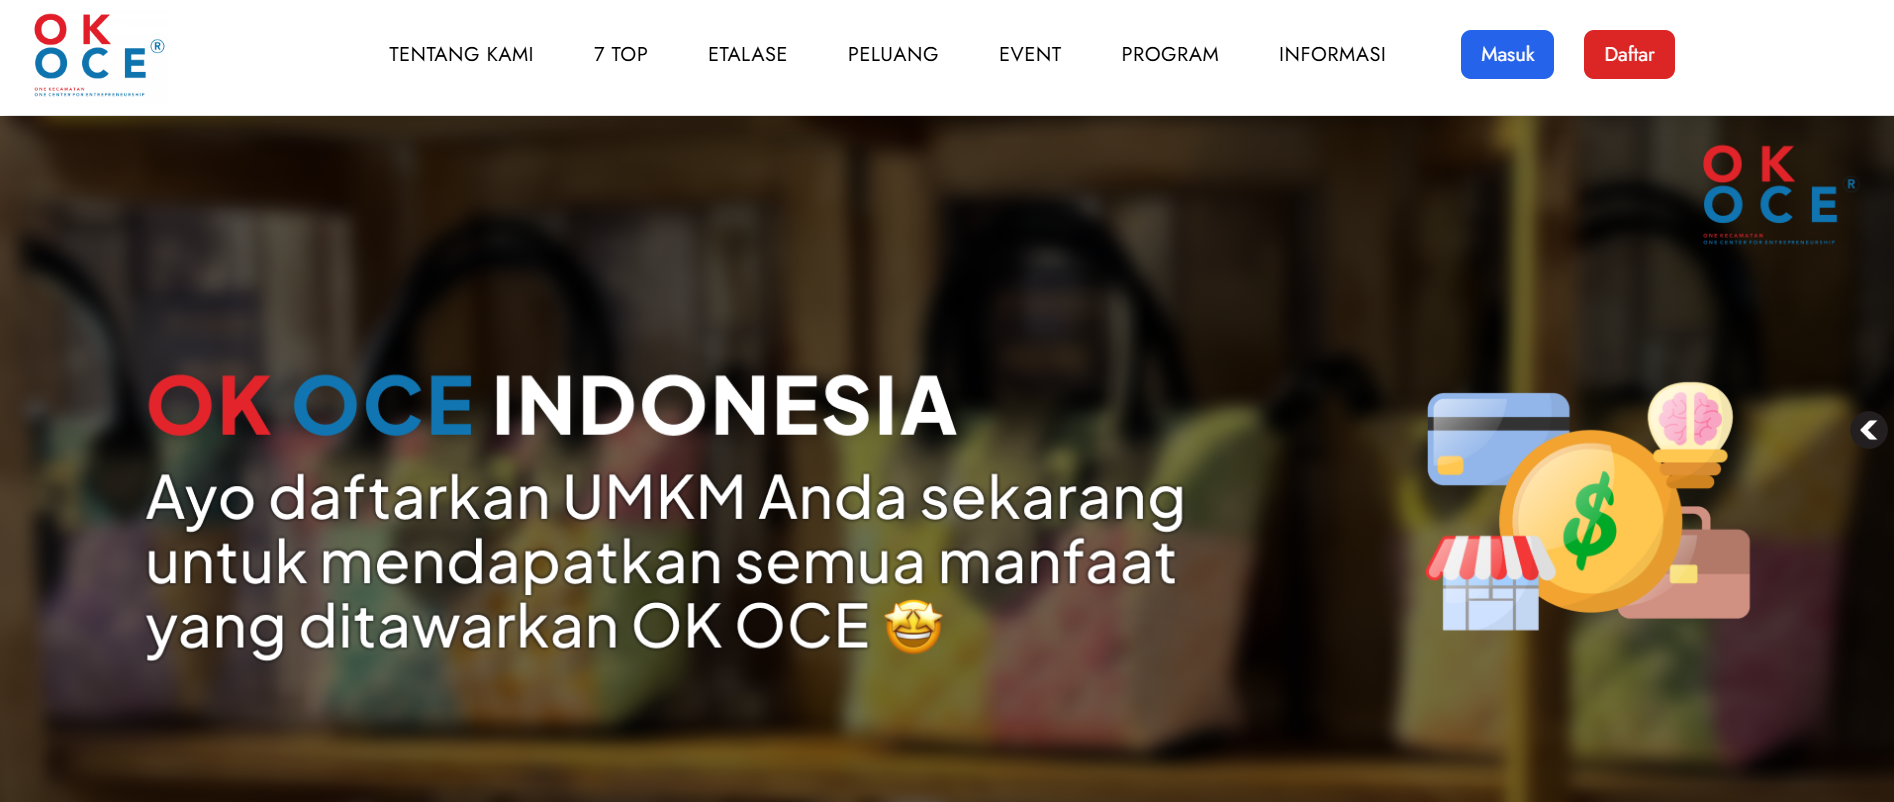 OK
OCE®
ONE KECAMATAN
ONE CENTER FOR ENTREPRENEURSHIP
TENTANG KAMI
7 TOP
ETALASE
PELUANG
EVENT
PROGRAM
INFORMASI
Masuk
Daftar
OK
OCE®
ONE KECAMATAN
ONE CENTER FOR ENTREPRENEURSHIP
OK OCE INDONESIA
Ayo daftarkan UMKM Anda sekarang
untuk mendapatkan semua manfaat
yang ditawarkan OK OCE 🤩
$